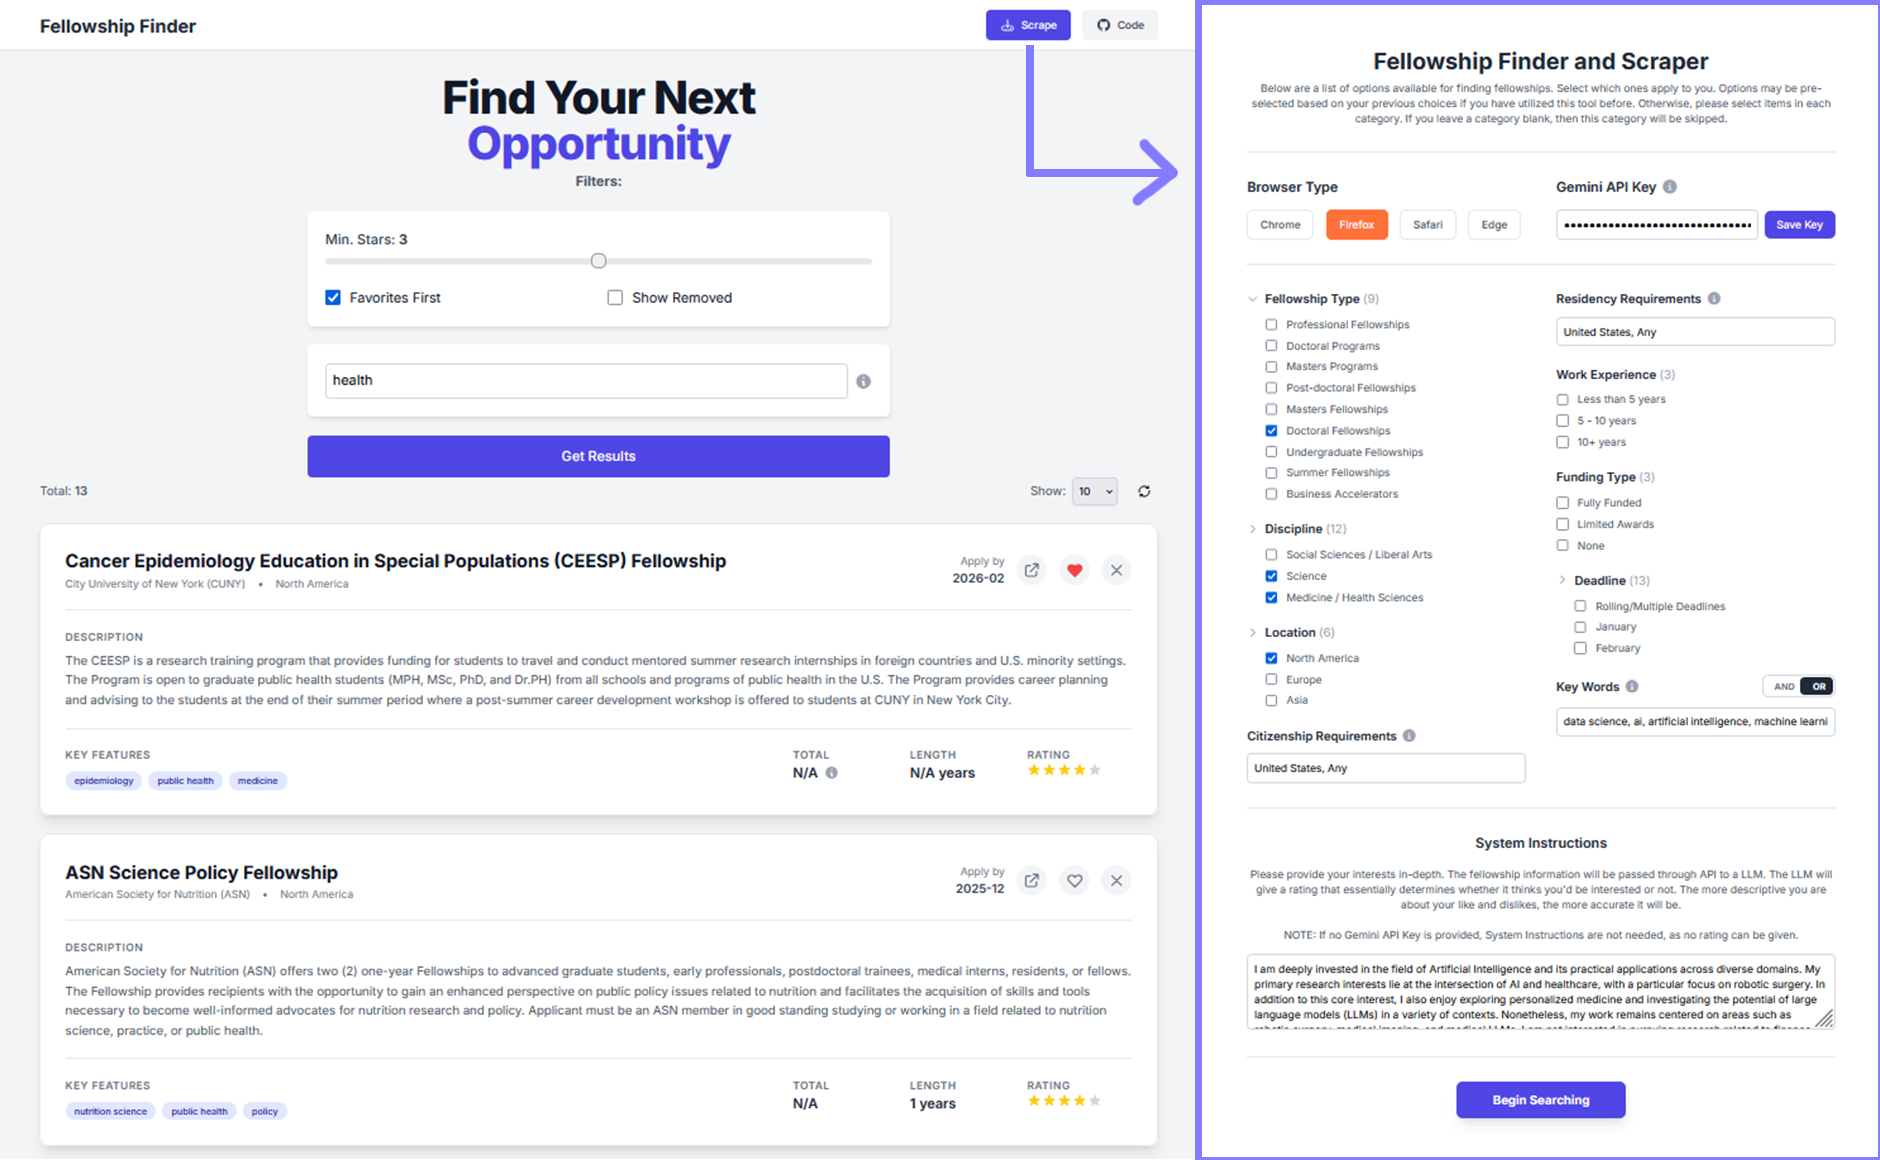 Fellowship Finder
Scrape
Code
Find Your Next
Opportunity
Filters:
Min. Stars: 3
Favorites First
Show Removed
health
Get Results
Total: 13
Show: 10
Cancer Epidemiology Education in Special Populations (CEESP) Fellowship
City University of New York (CUNY) • North America
Apply by
2026-02
DESCRIPTION
The CEESP is a research training program that provides funding for students to travel and conduct mentored summer research internships in foreign countries and U.S. minority settings.
The Program is open to graduate public health students (MPH, MSc, PhD, and Dr.PH) from all schools and programs of public health in the U.S. The Program provides career planning
and advising to the students at the end of their summer period where a post-summer career development workshop is offered to students at CUNY in New York City.
KEY FEATURES
epidemiology public health medicine
TOTAL
N/A
LENGTH
N/A years
RATING
ASN Science Policy Fellowship
American Society for Nutrition (ASN) • North America
Apply by
2025-12
DESCRIPTION
American Society for Nutrition (ASN) offers two (2) one-year Fellowships to advanced graduate students, early professionals, postdoctoral trainees, medical interns, residents, or fellows.
The Fellowship provides recipients with the opportunity to gain an enhanced perspective on public policy issues related to nutrition and facilitates the acquisition of skills and tools
necessary to become well-informed advocates for nutrition research and policy. Applicant must be an ASN member in good standing studying or working in a field related to nutrition
science, practice, or public health.
KEY FEATURES
nutrition science public health policy
TOTAL
N/A
LENGTH
1 years
RATING
Fellowship Finder and Scraper
Below are a list of options available for finding fellowships. Select which ones apply to you. Options may be pre-
selected based on your previous choices if you have utilized this tool before. Otherwise, please select items in each
category. If you leave a category blank, then this category will be skipped.
Browser Type
Chrome Firefox Safari Edge
Gemini API Key
Save Key
Fellowship Type (9)
Professional Fellowships
Doctoral Programs
Masters Programs
Post-doctoral Fellowships
Masters Fellowships
Doctoral Fellowships
Undergraduate Fellowships
Summer Fellowships
Business Accelerators
Discipline (12)
Social Sciences / Liberal Arts
Science
Medicine / Health Sciences
Location (6)
North America
Europe
Asia
Citizenship Requirements
United States, Any
Residency Requirements
United States, Any
Work Experience (3)
Less than 5 years
5 - 10 years
10+ years
Funding Type (3)
Fully Funded
Limited Awards
None
Deadline (13)
Rolling/Multiple Deadlines
January
February
Key Words
AND OR
data science, ai, artificial intelligence, machine learni
System Instructions
Please provide your interests in-depth. The fellowship information will be passed through API to a LLM. The LLM will
give a rating that essentially determines whether it thinks you'd be interested or not. The more descriptive you are
about your like and dislikes, the more accurate it will be.
NOTE: If no Gemini API Key is provided, System Instructions are not needed, as no rating can be given.
I am deeply invested in the field of Artificial Intelligence and its practical applications across diverse domains. My
primary research interests lie at the intersection of AI and healthcare, with a particular focus on robotic surgery. In
addition to this core interest, I also enjoy exploring personalized medicine and investigating the potential of large
language models (LLMs) in a variety of contexts. Nonetheless, my work remains centered on areas such as
Begin Searching